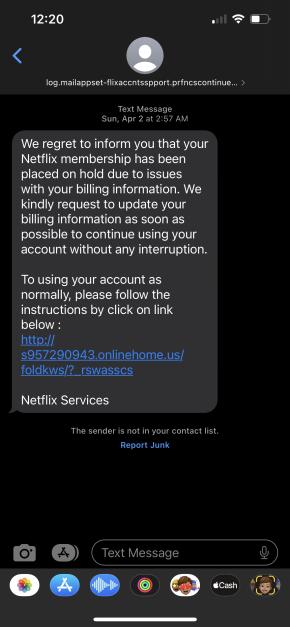 12:20
log.mailappset-flixaccntsspport.prfncscontinue... >
Text Message
Sun, Apr 2 at 2:57 AM
We regret to inform you that your
Netflix membership has been
placed on hold due to issues
with your billing information. We
kindly request to update your
billing information as soon as
possible to continue using your
account without any interruption.
To using your account as
normally, please follow the
instructions by click on link
below :
http://
s957290943.onlinehome.us/
foldkws/?_rswasscs
Netflix Services
The sender is not in your contact list.
Report Junk
Text Message
Cash